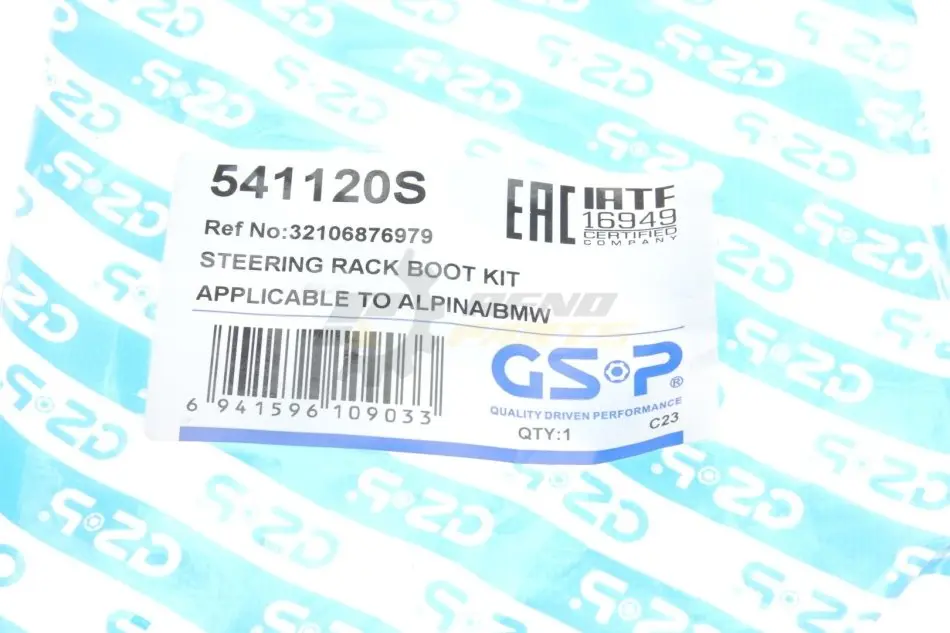 541120S
EAC
IATF
16949
CERTIFIED
COMPANY
Ref No:32106876979
STEERING RACK BOOT KIT
APPLICABLE TO ALPINA/BMW
6 941596 109033
GSP®
QUALITY DRIVEN PERFORMANCE
QTY:1
C23